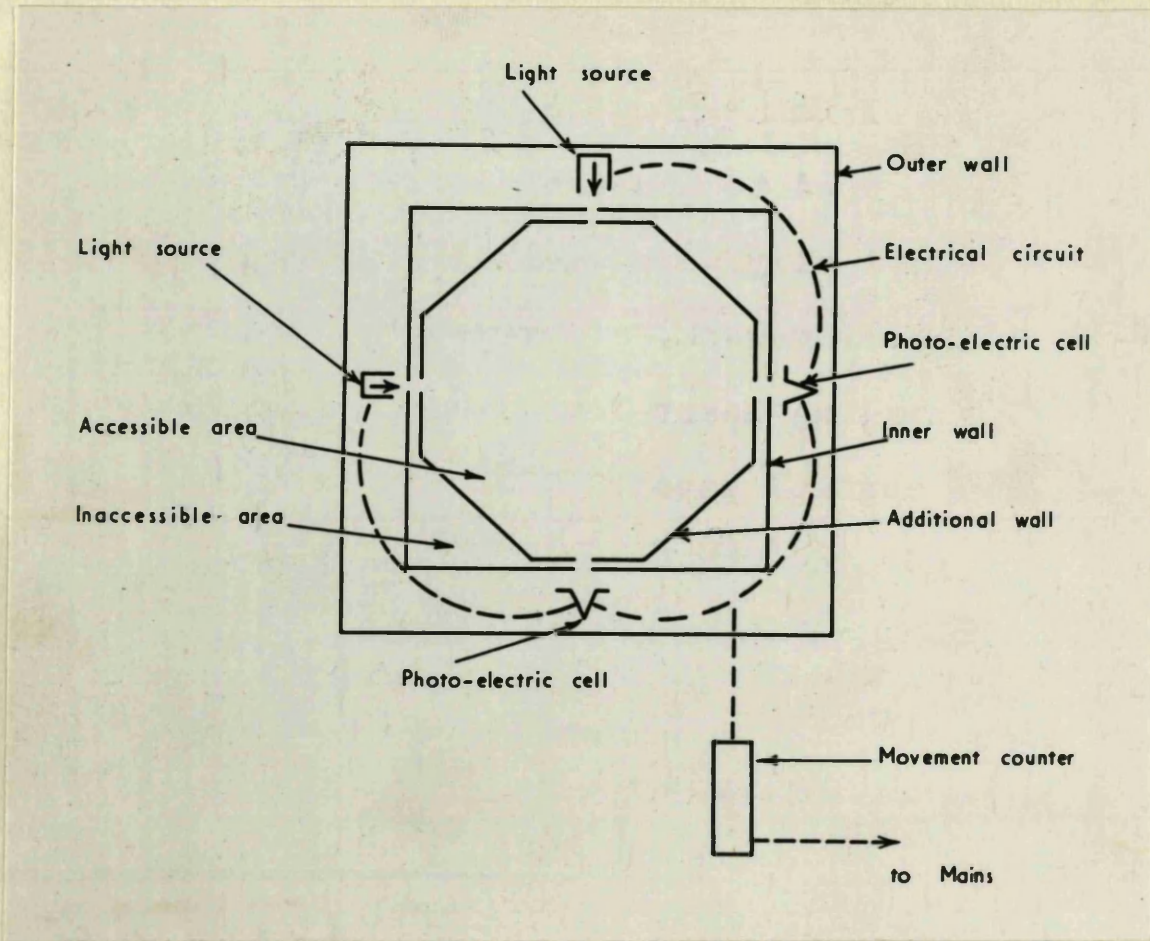 Light source
Outer wall
Light source
Electrical circuit
Photo-electric cell
Accessible area
Inner wall
Inaccessible area
Additional wall
Photo-electric cell
Movement counter
to Mains